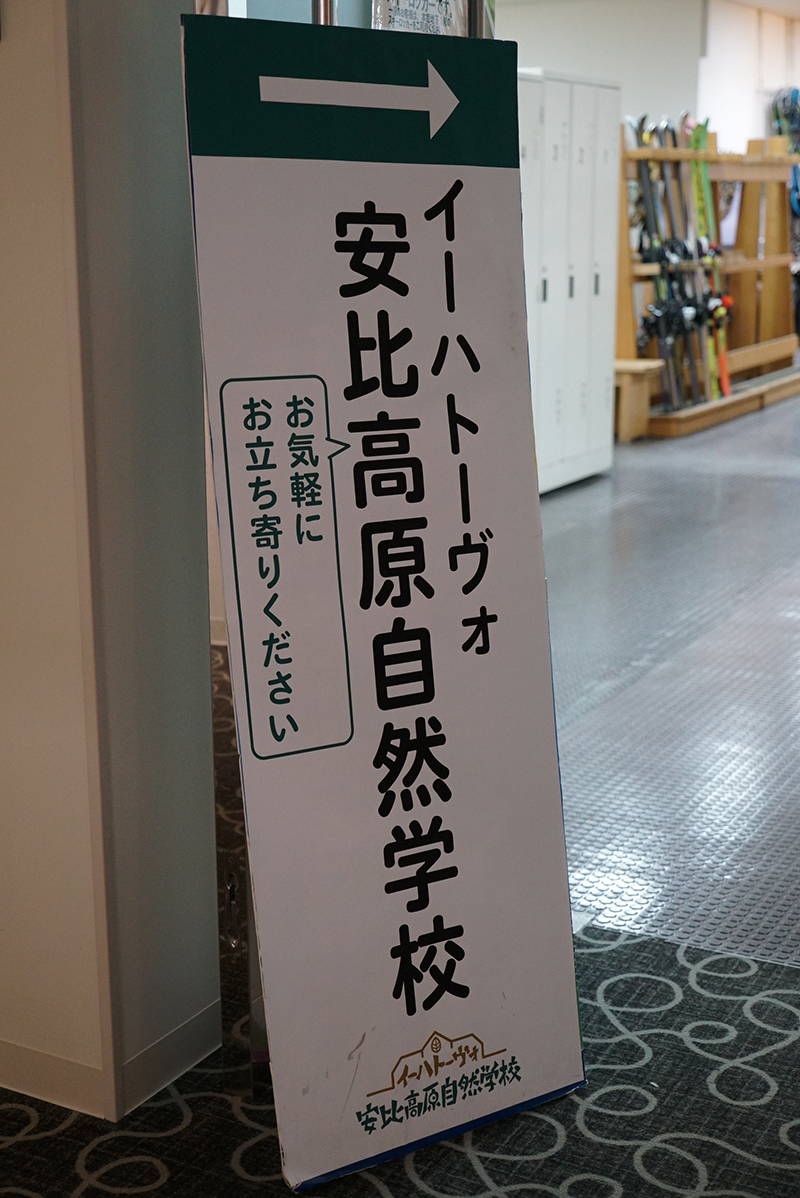 イーハトーヴォ
安比高原自然学校
お気軽に
お立ち寄りください
イーハトーヴォ
安比高原自然学校